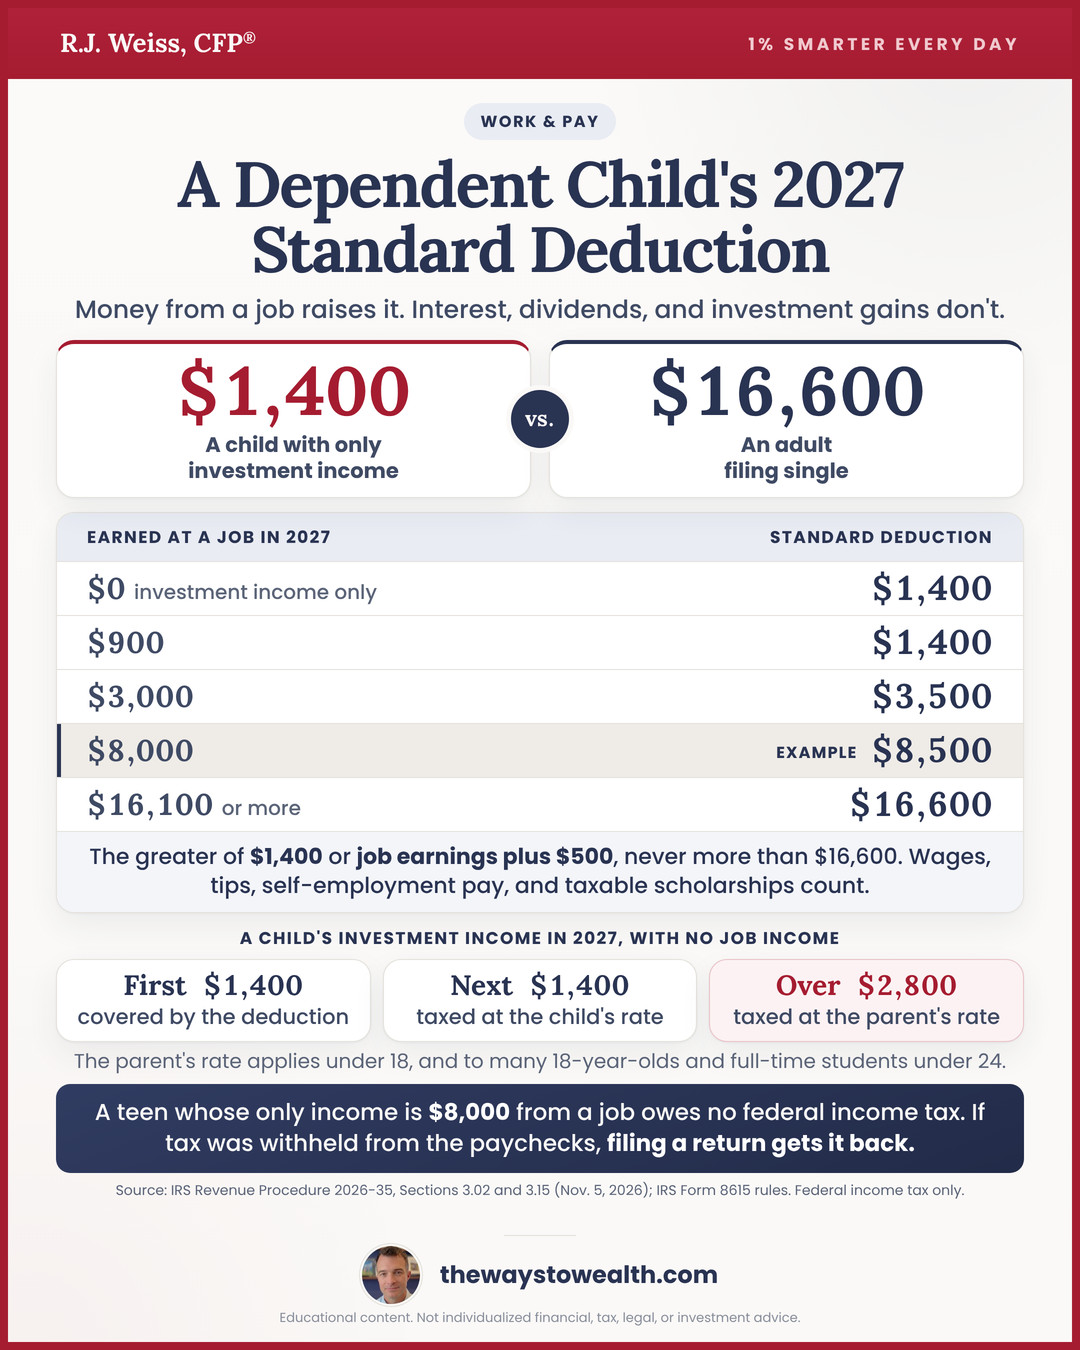 R.J. Weiss, CFP®
1% SMARTER EVERY DAY
WORK & PAY
A Dependent Child's 2027
Standard Deduction
Money from a job raises it. Interest, dividends, and investment gains don't.
$1,400
A child with only
investment income
vs.
$16,600
An adult
filing single
EARNED AT A JOB IN 2027 STANDARD DEDUCTION
$0 investment income only $1,400
$900 $1,400
$3,000 $3,500
$8,000 EXAMPLE $8,500
$16,100 or more $16,600
The greater of $1,400 or job earnings plus $500, never more than $16,600. Wages,
tips, self-employment pay, and taxable scholarships count.
A CHILD'S INVESTMENT INCOME IN 2027, WITH NO JOB INCOME
First $1,400
covered by the deduction
Next $1,400
taxed at the child's rate
Over $2,800
taxed at the parent's rate
The parent's rate applies under 18, and to many 18-year-olds and full-time students under 24.
A teen whose only income is $8,000 from a job owes no federal income tax. If
tax was withheld from the paychecks, filing a return gets it back.
Source: IRS Revenue Procedure 2026-35, Sections 3.02 and 3.15 (Nov. 5, 2026); IRS Form 8615 rules. Federal income tax only.
thewaystowealth.com
Educational content. Not individualized financial, tax, legal, or investment advice.